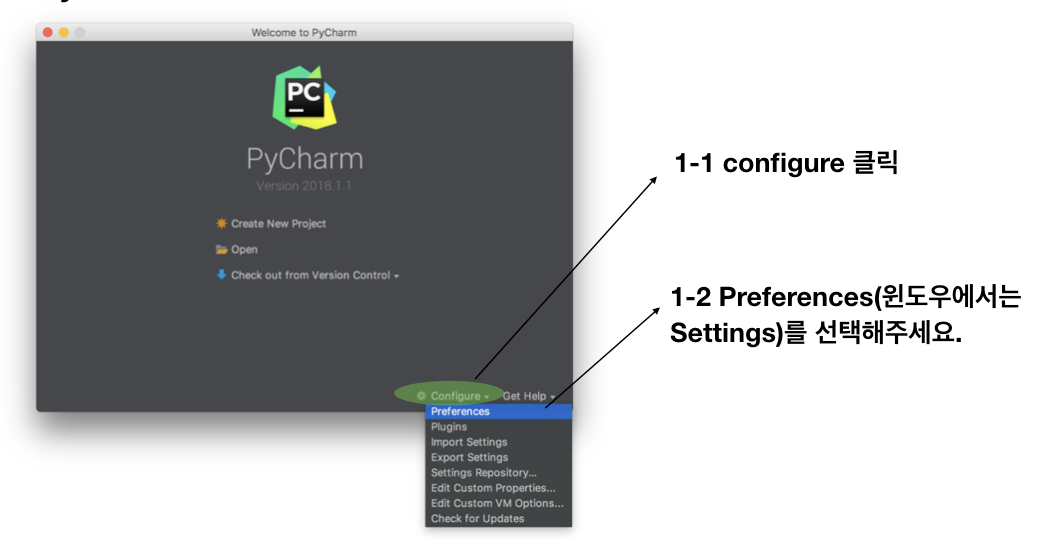 Welcome to PyCharm
PC
PyCharm
Version 2018.1.1
Create New Project
Open
Check out from Version Control
Configure
Get Help
Preferences
Plugins
Import Settings
Export Settings
Settings Repository...
Edit Custom Properties...
Edit Custom VM Options...
Check for Updates
1-1 configure 클릭
1-2 Preferences(윈도우에서는
Settings)를 선택해주세요.